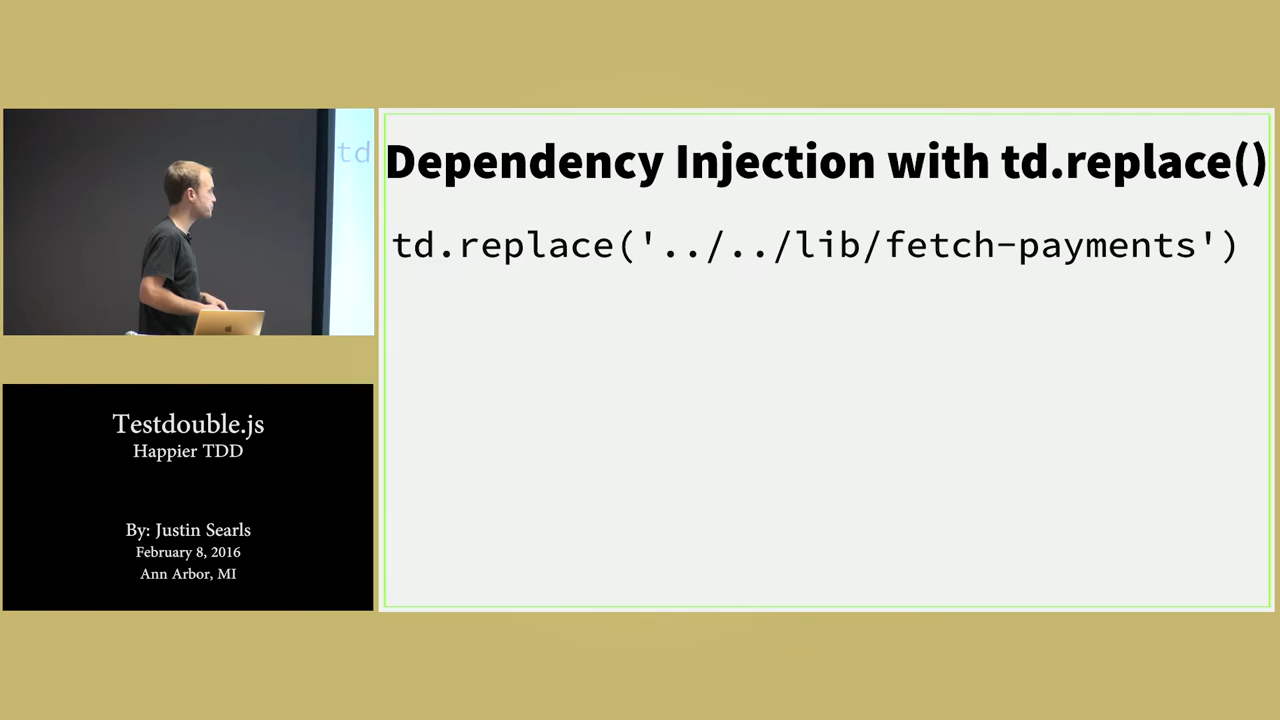 td
Dependency Injection with td.replace()
td.replace('../../lib/fetch-payments')
Testdouble.js
Happier TDD
By: Justin Searls
February 8, 2016
Ann Arbor, MI